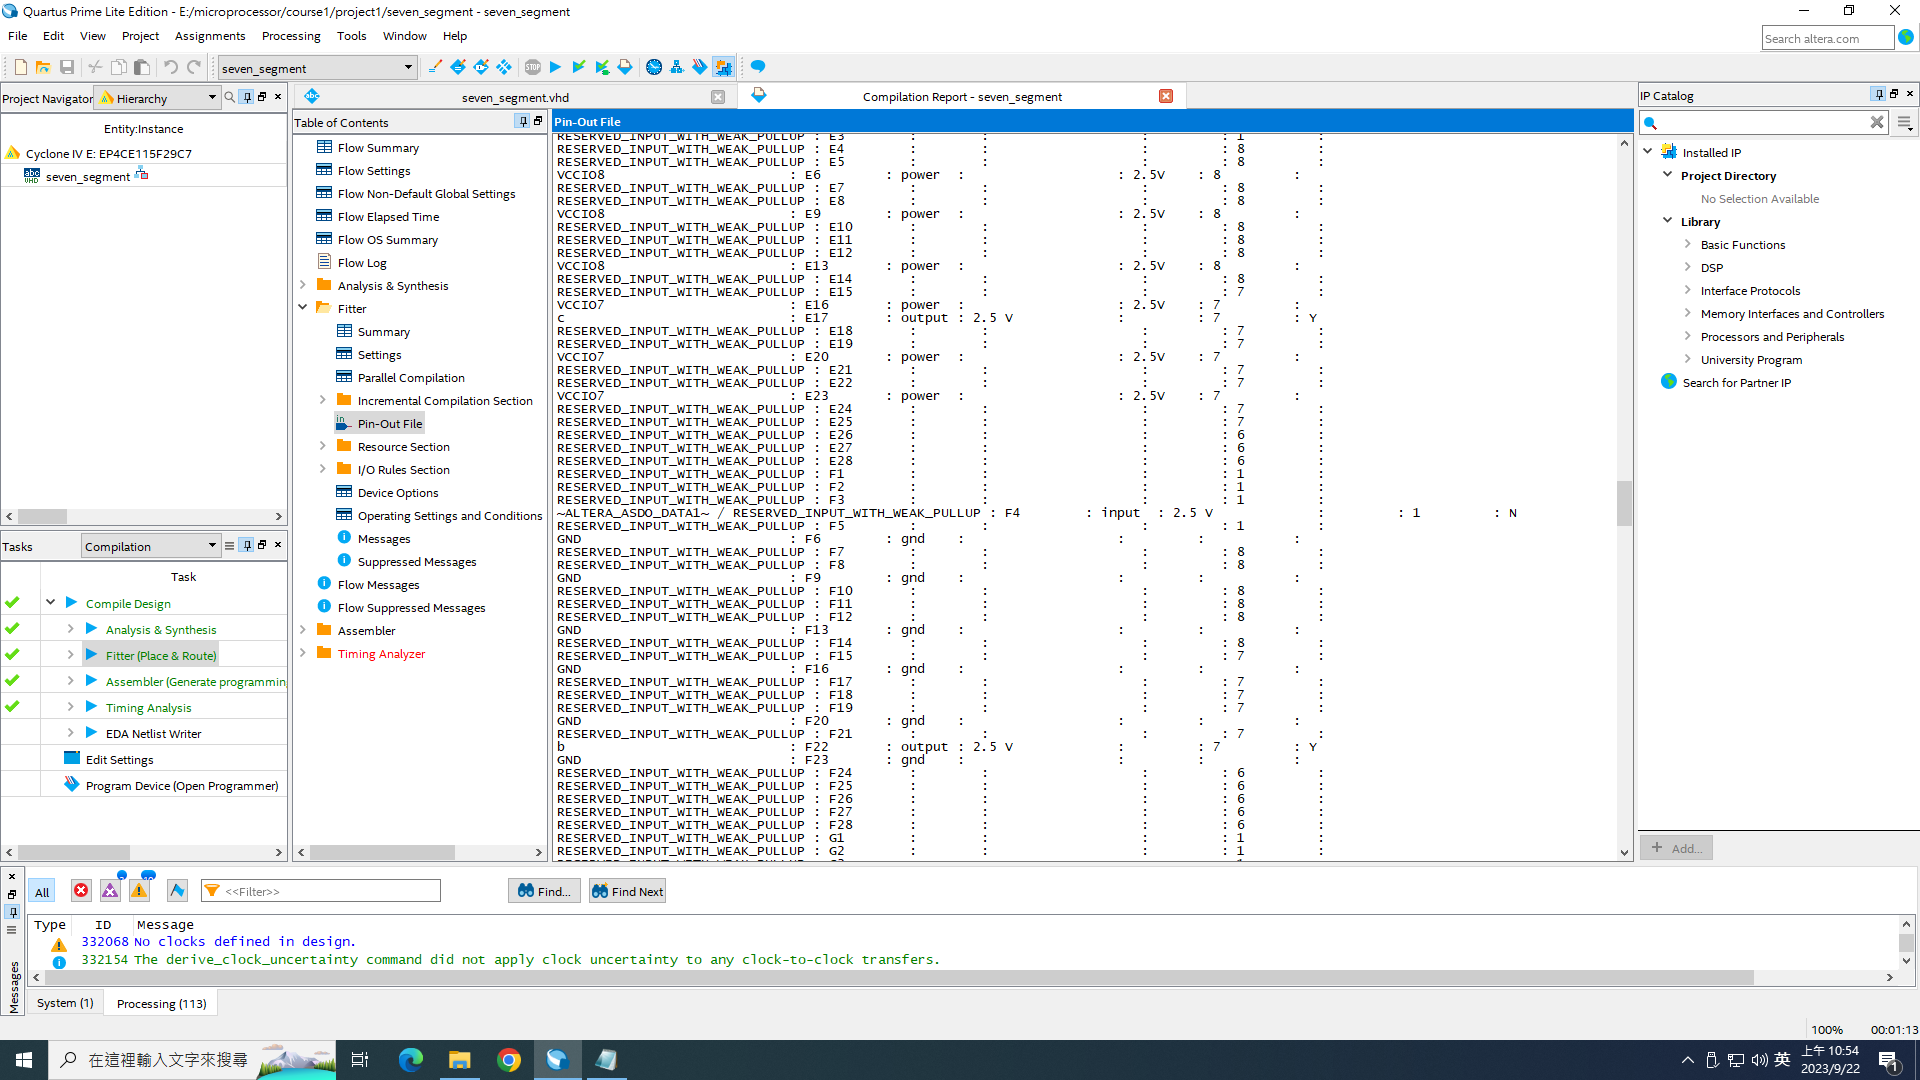 Quartus Prime Lite Edition - E:/microprocessor/course1/project1/seven_segment - seven_segment
File Edit View Project Assignments Processing Tools Window Help
Search altera.com
seven_segment
Project Navigator Hierarchy
Entity:Instance
Cyclone IV E: EP4CE115F29C7
seven_segment
Tasks Compilation
Task
Compile Design
Analysis & Synthesis
Fitter (Place & Route)
Assembler (Generate programmin
Timing Analysis
EDA Netlist Writer
Edit Settings
Program Device (Open Programmer)
seven_segment.vhd
Compilation Report - seven_segment
Table of Contents
Flow Summary
Flow Settings
Flow Non-Default Global Settings
Flow Elapsed Time
Flow OS Summary
Flow Log
Analysis & Synthesis
Fitter
Summary
Settings
Parallel Compilation
Incremental Compilation Section
Pin-Out File
Resource Section
I/O Rules Section
Device Options
Operating Settings and Conditions
Messages
Suppressed Messages
Flow Messages
Flow Suppressed Messages
Assembler
Timing Analyzer
Pin-Out File
RESERVED_INPUT_WITH_WEAK_PULLUP : E3 : : : : 1 :
RESERVED_INPUT_WITH_WEAK_PULLUP : E4 : : : : 8 :
RESERVED_INPUT_WITH_WEAK_PULLUP : E5 : : : : 8 :
VCCIO8 : E6 : power : : 2.5V : 8 :
RESERVED_INPUT_WITH_WEAK_PULLUP : E7 : : : : 8 :
RESERVED_INPUT_WITH_WEAK_PULLUP : E8 : : : : 8 :
VCCIO8 : E9 : power : : 2.5V : 8 :
RESERVED_INPUT_WITH_WEAK_PULLUP : E10 : : : : 8 :
RESERVED_INPUT_WITH_WEAK_PULLUP : E11 : : : : 8 :
RESERVED_INPUT_WITH_WEAK_PULLUP : E12 : : : : 8 :
VCCIO8 : E13 : power : : 2.5V : 8 :
RESERVED_INPUT_WITH_WEAK_PULLUP : E14 : : : : 8 :
RESERVED_INPUT_WITH_WEAK_PULLUP : E15 : : : : 7 :
VCCIO7 : E16 : power : : 2.5V : 7 :
c : E17 : output : 2.5 V : : 7 : Y
RESERVED_INPUT_WITH_WEAK_PULLUP : E18 : : : : 7 :
RESERVED_INPUT_WITH_WEAK_PULLUP : E19 : : : : 7 :
VCCIO7 : E20 : power : : 2.5V : 7 :
RESERVED_INPUT_WITH_WEAK_PULLUP : E21 : : : : 7 :
RESERVED_INPUT_WITH_WEAK_PULLUP : E22 : : : : 7 :
VCCIO7 : E23 : power : : 2.5V : 7 :
RESERVED_INPUT_WITH_WEAK_PULLUP : E24 : : : : 7 :
RESERVED_INPUT_WITH_WEAK_PULLUP : E25 : : : : 7 :
RESERVED_INPUT_WITH_WEAK_PULLUP : E26 : : : : 6 :
RESERVED_INPUT_WITH_WEAK_PULLUP : E27 : : : : 6 :
RESERVED_INPUT_WITH_WEAK_PULLUP : E28 : : : : 6 :
RESERVED_INPUT_WITH_WEAK_PULLUP : F1 : : : : 1 :
RESERVED_INPUT_WITH_WEAK_PULLUP : F2 : : : : 1 :
RESERVED_INPUT_WITH_WEAK_PULLUP : F3 : : : : 1 :
~ALTERA_ASDO_DATA1~ / RESERVED_INPUT_WITH_WEAK_PULLUP : F4 : input : 2.5 V : : 1 : N
RESERVED_INPUT_WITH_WEAK_PULLUP : F5 : : : : 1 :
GND : F6 : gnd : : : :
RESERVED_INPUT_WITH_WEAK_PULLUP : F7 : : : : 8 :
RESERVED_INPUT_WITH_WEAK_PULLUP : F8 : : : : 8 :
GND : F9 : gnd : : : :
RESERVED_INPUT_WITH_WEAK_PULLUP : F10 : : : : 8 :
RESERVED_INPUT_WITH_WEAK_PULLUP : F11 : : : : 8 :
RESERVED_INPUT_WITH_WEAK_PULLUP : F12 : : : : 8 :
GND : F13 : gnd : : : :
RESERVED_INPUT_WITH_WEAK_PULLUP : F14 : : : : 8 :
RESERVED_INPUT_WITH_WEAK_PULLUP : F15 : : : : 7 :
GND : F16 : gnd : : : :
RESERVED_INPUT_WITH_WEAK_PULLUP : F17 : : : : 7 :
RESERVED_INPUT_WITH_WEAK_PULLUP : F18 : : : : 7 :
RESERVED_INPUT_WITH_WEAK_PULLUP : F19 : : : : 7 :
GND : F20 : gnd : : : :
RESERVED_INPUT_WITH_WEAK_PULLUP : F21 : : : : 7 :
b : F22 : output : 2.5 V : : 7 : Y
GND : F23 : gnd : : : :
RESERVED_INPUT_WITH_WEAK_PULLUP : F24 : : : : 6 :
RESERVED_INPUT_WITH_WEAK_PULLUP : F25 : : : : 6 :
RESERVED_INPUT_WITH_WEAK_PULLUP : F26 : : : : 6 :
RESERVED_INPUT_WITH_WEAK_PULLUP : F27 : : : : 6 :
RESERVED_INPUT_WITH_WEAK_PULLUP : F28 : : : : 6 :
RESERVED_INPUT_WITH_WEAK_PULLUP : G1 : : : : 1 :
RESERVED_INPUT_WITH_WEAK_PULLUP : G2 : : : : 1 :
IP Catalog
Installed IP
Project Directory
No Selection Available
Library
Basic Functions
DSP
Interface Protocols
Memory Interfaces and Controllers
Processors and Peripherals
University Program
Search for Partner IP
+ Add...
All
<<Filter>>
Find...
Find Next
Type ID Message
332068 No clocks defined in design.
332154 The derive_clock_uncertainty command did not apply clock uncertainty to any clock-to-clock transfers.
Messages
System (1) Processing (113)
100% 00:01:13
在這裡輸入文字來搜尋
英
上午 10:54
2023/9/22
1